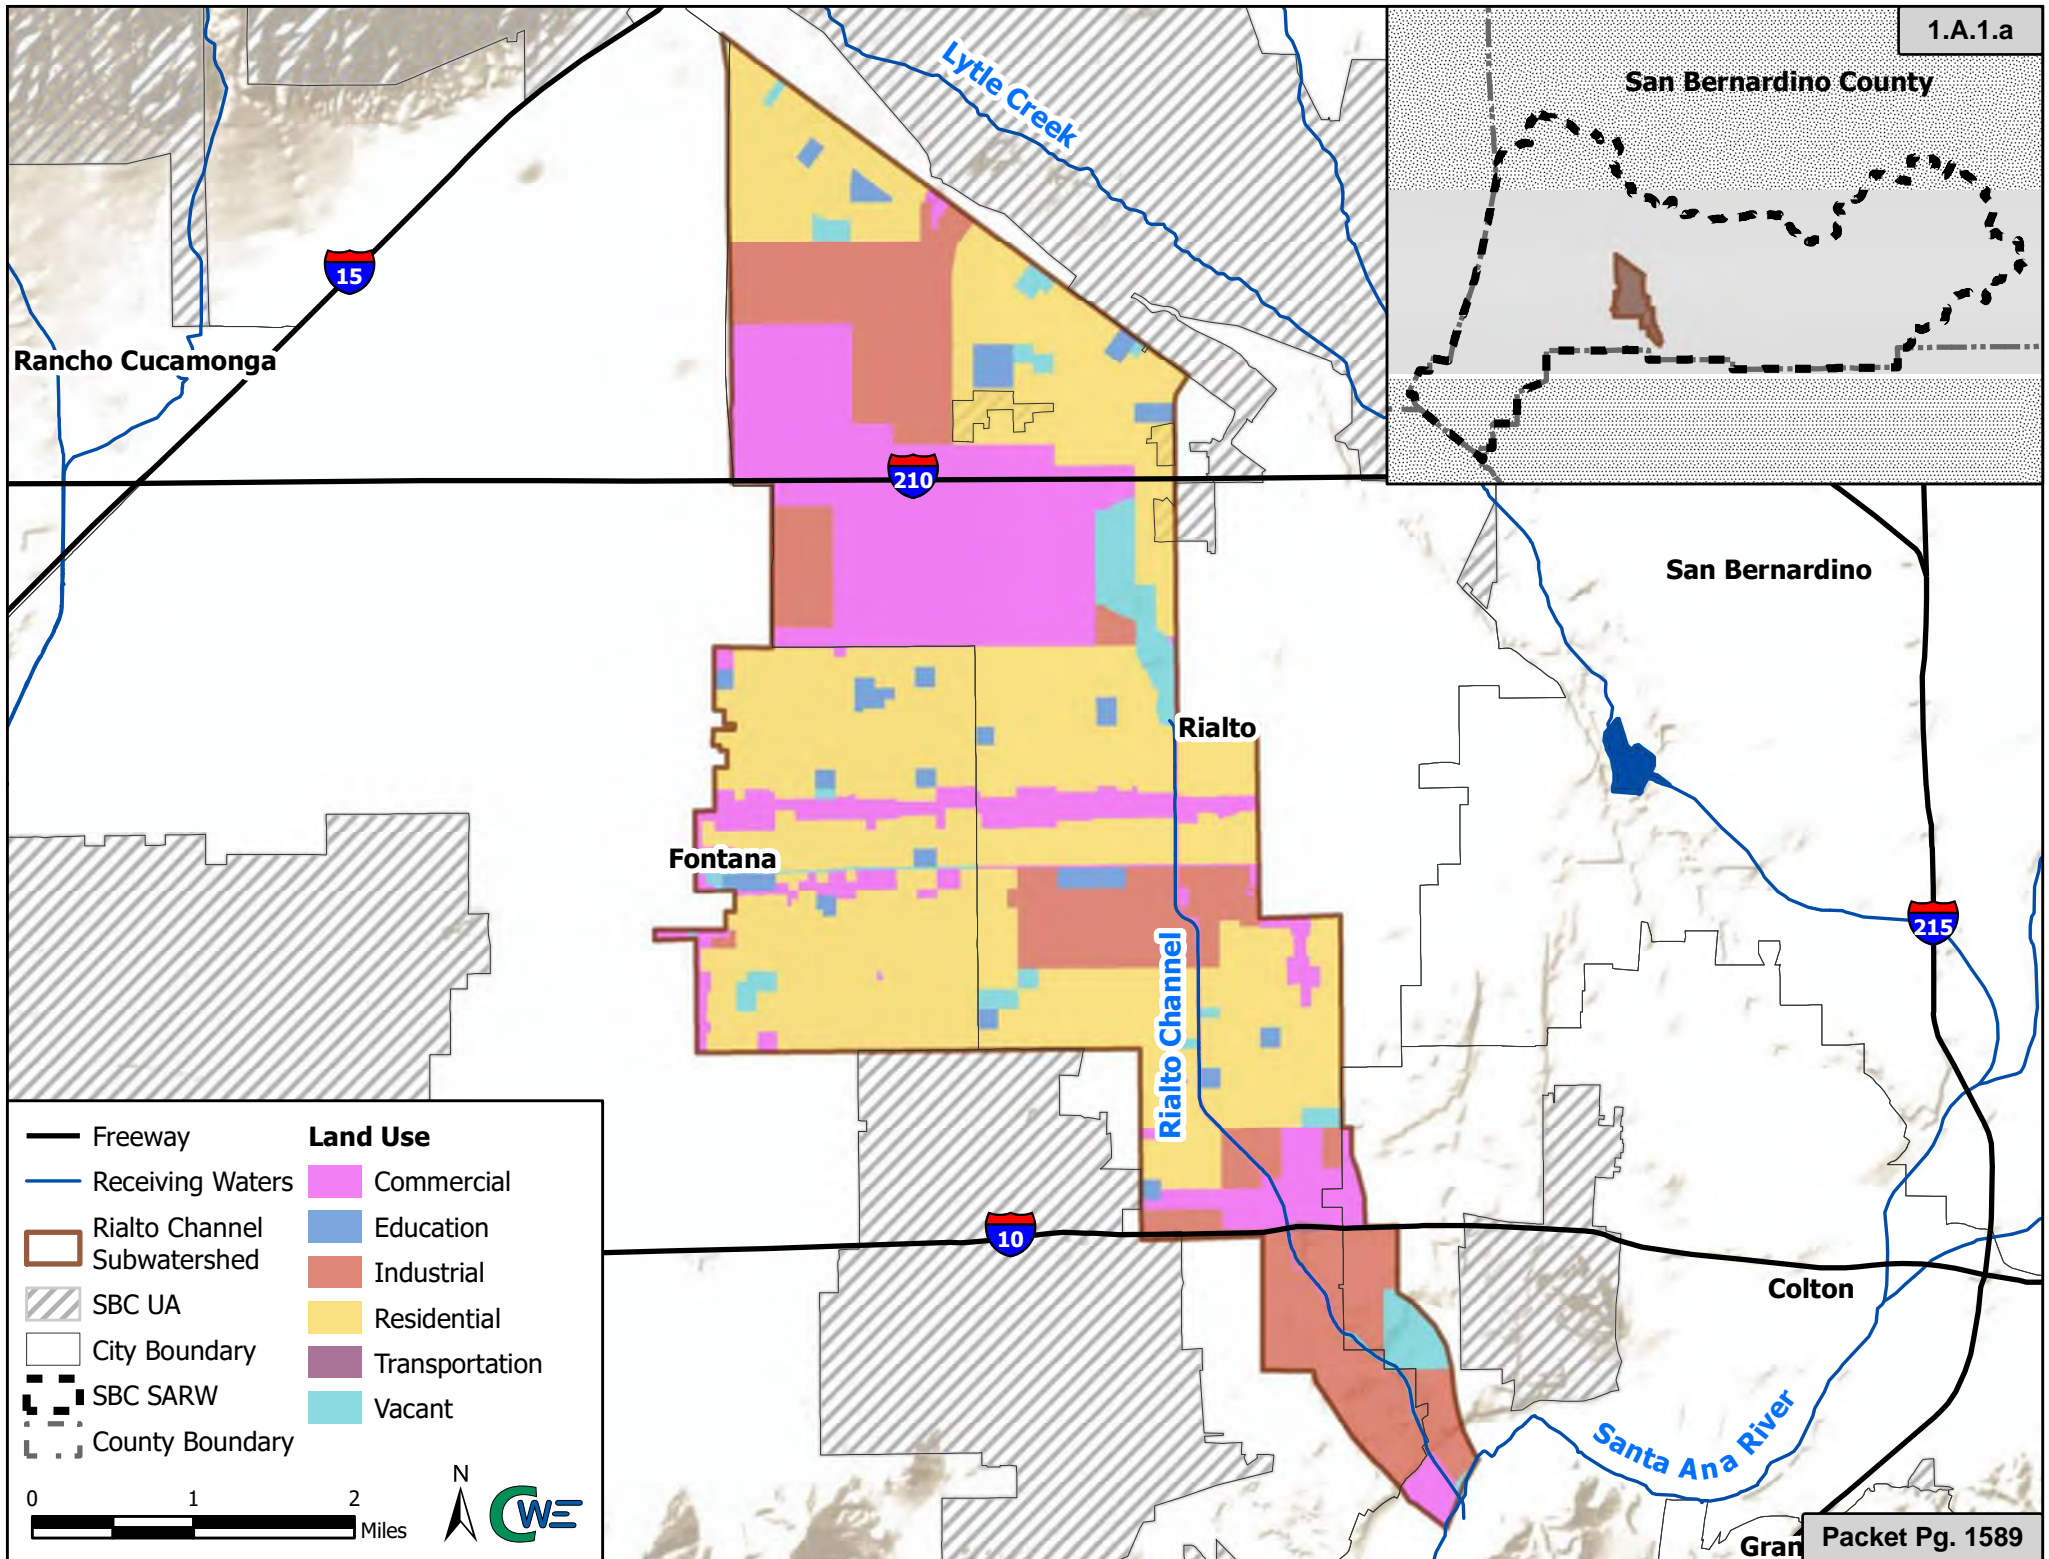 1.A.1.a
San Bernardino County
Lytle Creek
15
Rancho Cucamonga
210
San Bernardino
Rialto
Fontana
215
Rialto Channel
10
Colton
Santa Ana River
Gran
Freeway
Receiving Waters
Rialto Channel
Subwatershed
SBC UA
City Boundary
SBC SARW
County Boundary
Land Use
Commercial
Education
Industrial
Residential
Transportation
Vacant
N
CWE
0 1 2
Miles
Packet Pg. 1589